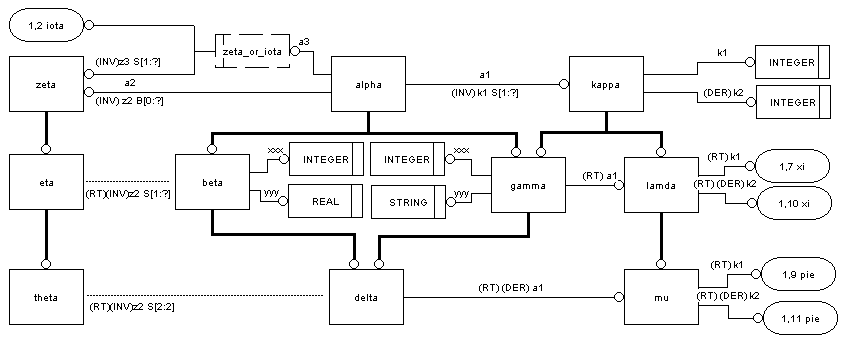 1,2 iota
zeta_or_iota
a3
(INV)z3 S[1:?]
zeta
a2
(INV) z2 B[0:?]
alpha
a1
(INV) k1 S[1:?]
kappa
k1
INTEGER
(DER) k2
INTEGER
eta
(RT)(INV)z2 S[1:?]
beta
xxx
INTEGER
yyy
REAL
INTEGER
xxx
STRING
yyy
gamma
(RT) a1
lamda
(RT) k1
1,7 xi
(RT) (DER) k2
1,10 xi
theta
(RT)(INV)z2 S[2:2]
delta
(RT) (DER) a1
mu
(RT) k1
1,9 pie
(RT) (DER) k2
1,11 pie